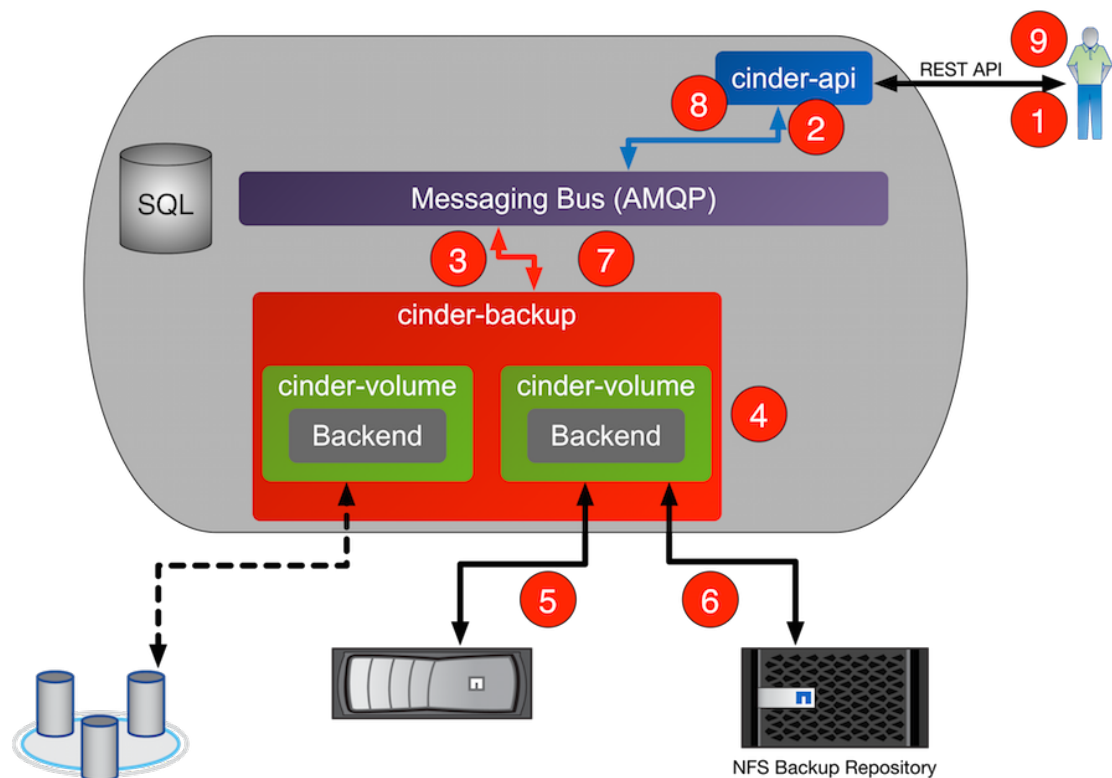 9
cinder-api
REST API
8
2
1
SQL
Messaging Bus (AMQP)
3
7
cinder-backup
cinder-volume
cinder-volume
4
Backend
Backend
5
6
NFS Backup Repository